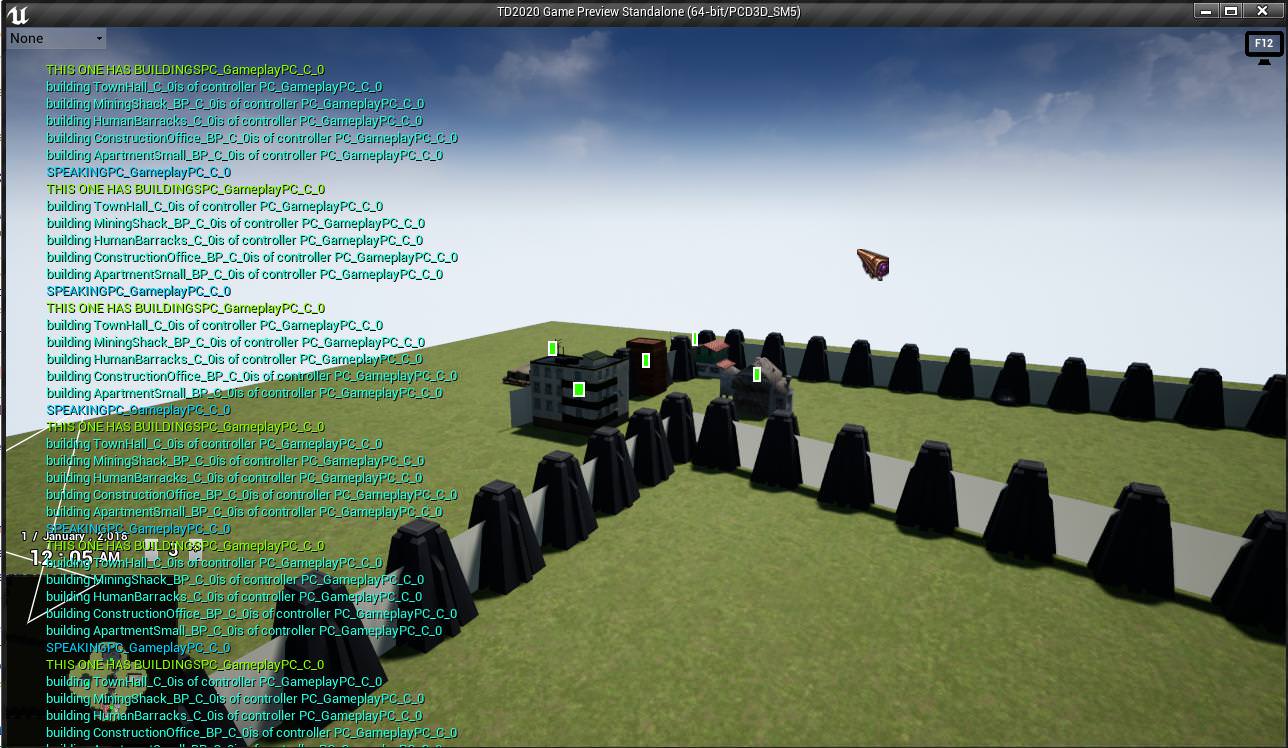 TD2020 Game Preview Standalone (64-bit/PCD3D_SM5)
None
F12
THIS ONE HAS BUILDINGSPC_GameplayPC_C_0
building TownHall_C_0is of controller PC_GameplayPC_C_0
building MiningShack_BP_C_0is of controller PC_GameplayPC_C_0
building HumanBarracks_C_0is of controller PC_GameplayPC_C_0
building ConstructionOffice_BP_C_0is of controller PC_GameplayPC_C_0
building ApartmentSmall_BP_C_0is of controller PC_GameplayPC_C_0
SPEAKINGPC_GameplayPC_C_0
THIS ONE HAS BUILDINGSPC_GameplayPC_C_0
building TownHall_C_0is of controller PC_GameplayPC_C_0
building MiningShack_BP_C_0is of controller PC_GameplayPC_C_0
building HumanBarracks_C_0is of controller PC_GameplayPC_C_0
building ConstructionOffice_BP_C_0is of controller PC_GameplayPC_C_0
building ApartmentSmall_BP_C_0is of controller PC_GameplayPC_C_0
SPEAKINGPC_GameplayPC_C_0
THIS ONE HAS BUILDINGSPC_GameplayPC_C_0
building TownHall_C_0is of controller PC_GameplayPC_C_0
building MiningShack_BP_C_0is of controller PC_GameplayPC_C_0
building HumanBarracks_C_0is of controller PC_GameplayPC_C_0
building ConstructionOffice_BP_C_0is of controller PC_GameplayPC_C_0
building ApartmentSmall_BP_C_0is of controller PC_GameplayPC_C_0
SPEAKINGPC_GameplayPC_C_0
THIS ONE HAS BUILDINGSPC_GameplayPC_C_0
building TownHall_C_0is of controller PC_GameplayPC_C_0
building MiningShack_BP_C_0is of controller PC_GameplayPC_C_0
building HumanBarracks_C_0is of controller PC_GameplayPC_C_0
building ConstructionOffice_BP_C_0is of controller PC_GameplayPC_C_0
building ApartmentSmall_BP_C_0is of controller PC_GameplayPC_C_0
SPEAKINGPC_GameplayPC_C_0
1 / January , 2,016
THIS ONE HAS BUILDINGSPC_GameplayPC_C_0
12 : 05 AM
building TownHall_C_0is of controller PC_GameplayPC_C_0
building MiningShack_BP_C_0is of controller PC_GameplayPC_C_0
building HumanBarracks_C_0is of controller PC_GameplayPC_C_0
building ConstructionOffice_BP_C_0is of controller PC_GameplayPC_C_0
building ApartmentSmall_BP_C_0is of controller PC_GameplayPC_C_0
SPEAKINGPC_GameplayPC_C_0
THIS ONE HAS BUILDINGSPC_GameplayPC_C_0
building TownHall_C_0is of controller PC_GameplayPC_C_0
building MiningShack_BP_C_0is of controller PC_GameplayPC_C_0
building HumanBarracks_C_0is of controller PC_GameplayPC_C_0
building ConstructionOffice_BP_C_0is of controller PC_GameplayPC_C_0